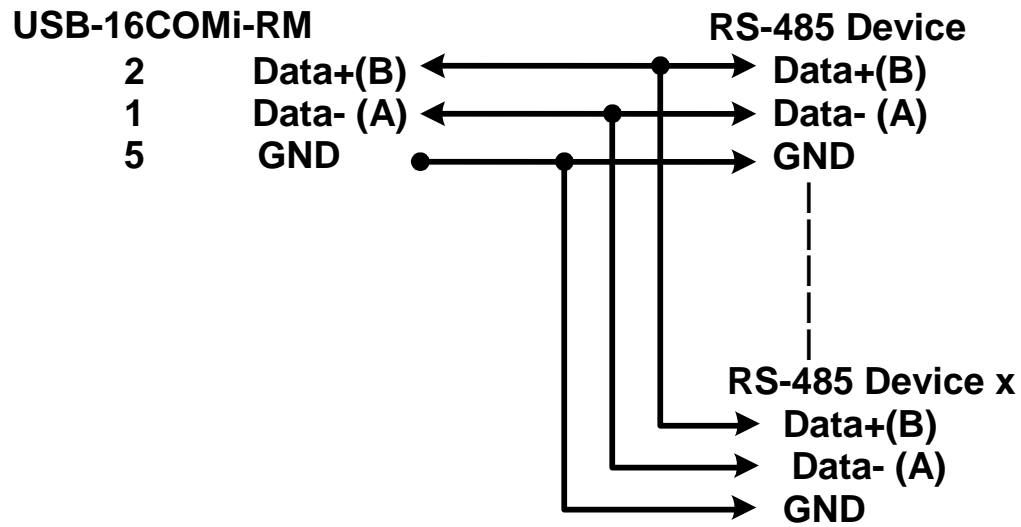 USB-16COMi-RM RS-485 Device
2 Data+(B) Data+(B)
1 Data- (A) Data- (A)
5 GND GND
RS-485 Device x
Data+(B)
Data- (A)
GND